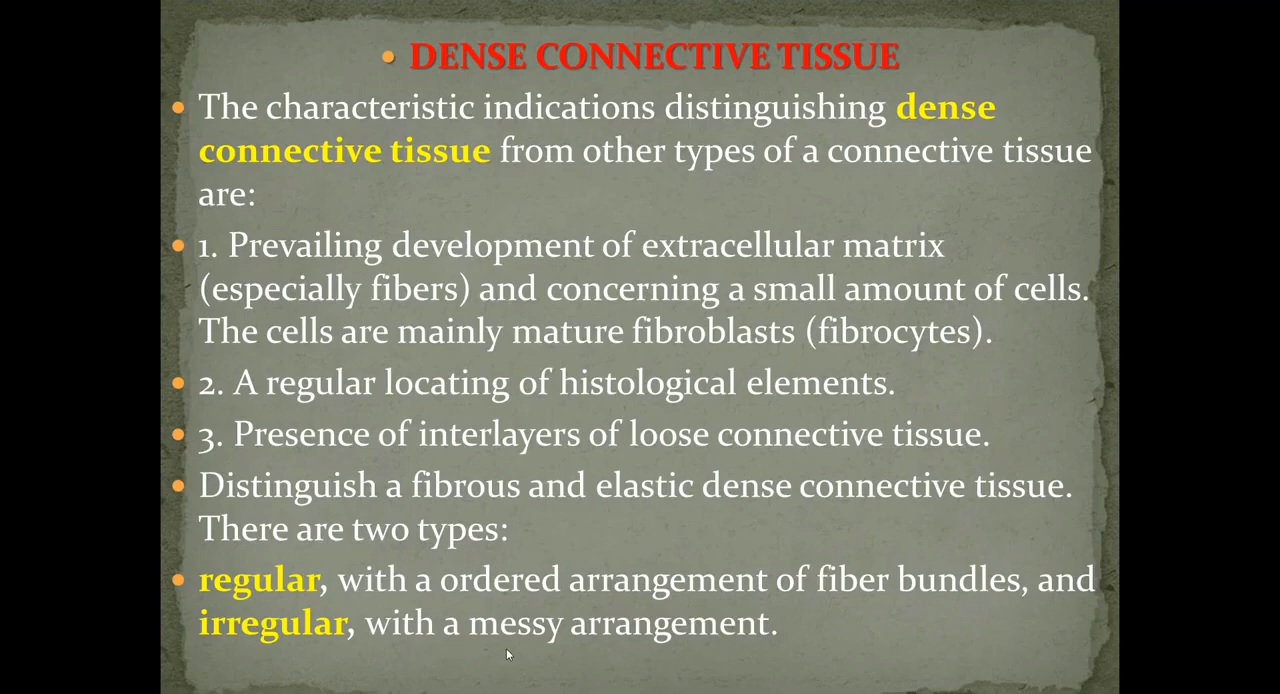 • DENSE CONNECTIVE TISSUE
• The characteristic indications distinguishing dense
connective tissue from other types of a connective tissue
are:
• 1. Prevailing development of extracellular matrix
(especially fibers) and concerning a small amount of cells.
The cells are mainly mature fibroblasts (fibrocytes).
• 2. A regular locating of histological elements.
• 3. Presence of interlayers of loose connective tissue.
• Distinguish a fibrous and elastic dense connective tissue.
There are two types:
• regular, with a ordered arrangement of fiber bundles, and
irregular, with a messy arrangement.